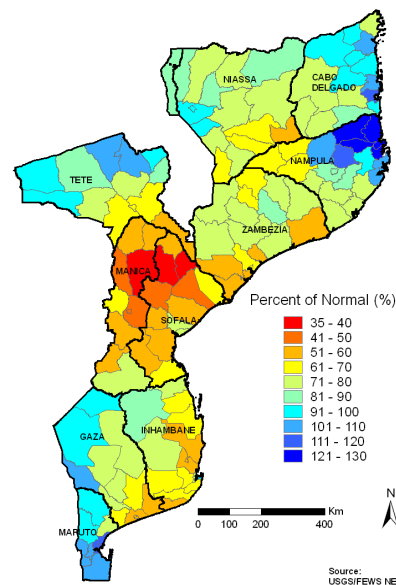 NIASSA
CABO
DELGADO
NAMPULA
TETE
ZAMBEZIA
MANICA
SOFALA
Percent of Normal (%)
35 - 40
41 - 50
51 - 60
61 - 70
71 - 80
81 - 90
91 - 100
101 - 110
111 - 120
121 - 130
GAZA
INHAMBANE
MARUTO
0 100 200 400 Km
N
Source:
USGS/FEWS NE